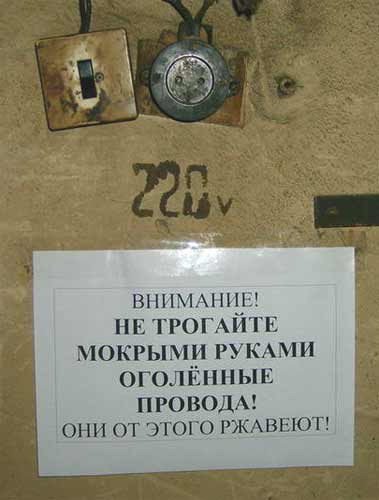 220v
ВНИМАНИЕ!
НЕ ТРОГАЙТЕ
МОКРЫМИ РУКАМИ
ОГОЛЁННЫЕ
ПРОВОДА!
ОНИ ОТ ЭТОГО РЖАВЕЮТ!